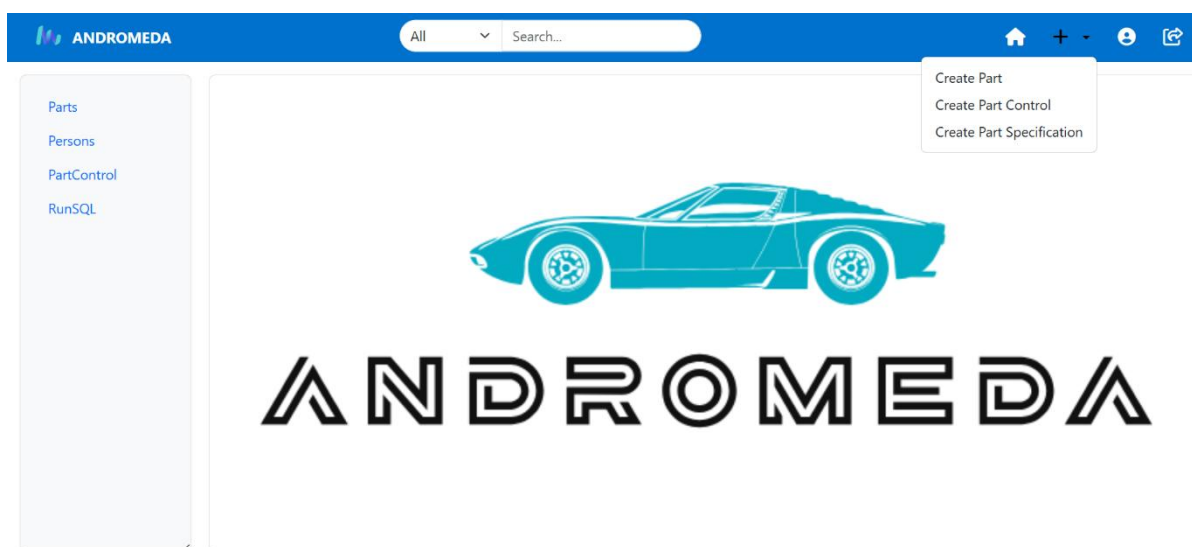 ANDROMEDA
All
Search...
Create Part
Create Part Control
Create Part Specification
Parts
Persons
PartControl
RunSQL
ANDROMEDA